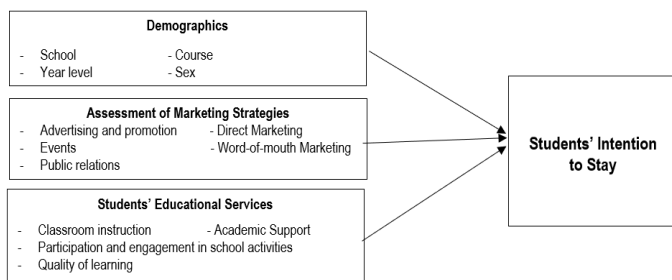 Demographics
- School - Course
- Year level - Sex
Assessment of Marketing Strategies
- Advertising and promotion - Direct Marketing
- Events - Word-of-mouth Marketing
- Public relations
Students' Educational Services
- Classroom instruction - Academic Support
- Participation and engagement in school activities
- Quality of learning
Students' Intention
to Stay